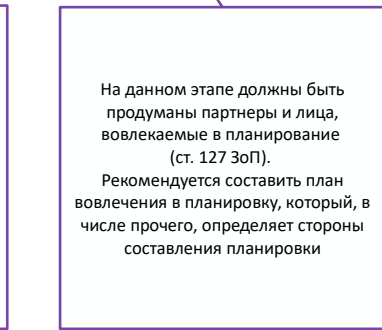 На данном этапе должны быть
продуманы партнеры и лица,
вовлекаемые в планирование
(ст. 127 ЗоП).
Рекомендуется составить план
вовлечения в планировку, который, в
числе прочего, определяет стороны
составления планировки